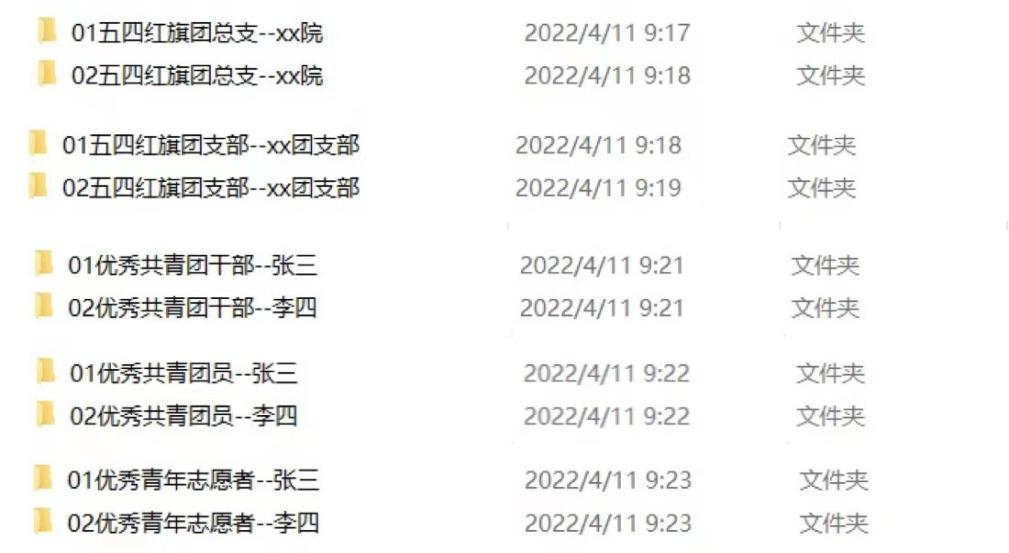 01五四红旗团总支--xx院 2022/4/11 9:17 文件夹
02五四红旗团总支--xx院 2022/4/11 9:18 文件夹
01五四红旗团支部--xx团支部 2022/4/11 9:18 文件夹
02五四红旗团支部--xx团支部 2022/4/11 9:19 文件夹
01优秀共青团干部--张三 2022/4/11 9:21 文件夹
02优秀共青团干部--李四 2022/4/11 9:21 文件夹
01优秀共青团员--张三 2022/4/11 9:22 文件夹
02优秀共青团员--李四 2022/4/11 9:22 文件夹
01优秀青年志愿者--张三 2022/4/11 9:23 文件夹
02优秀青年志愿者--李四 2022/4/11 9:23 文件夹